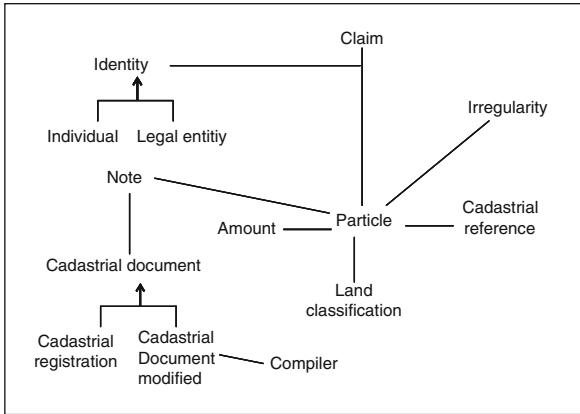 Claim
Identity
Irregularity
Individual
Legal entitiy
Note
Amount
Particle
Cadastrial
reference
Cadastrial document
Land
classification
Cadastrial
registration
Cadastrial
Document
modified
Compiler